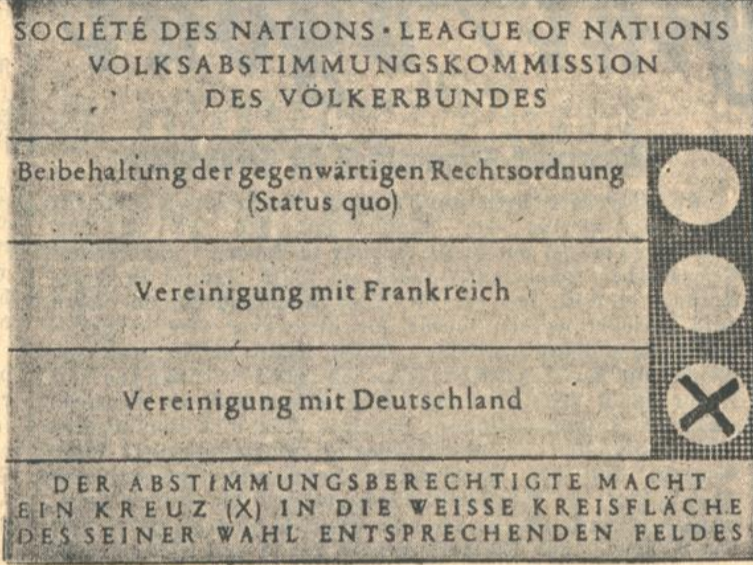 SOCIÉTÉ DES NATIONS • LEAGUE OF NATIONS
VOLKSABSTIMMUNGSKOMMISSION
DES VÖLKERBUNDES
Beibehaltung der gegenwärtigen Rechtsordnung
(Status quo)
Vereinigung mit Frankreich
Vereinigung mit Deutschland
DER ABSTIMMUNGSBERECHTIGTE MACHT
EIN KREUZ (X) IN DIE WEISSE KREISFLÄCHE
DES SEINER WAHL ENTSPRECHENDEN FELDES